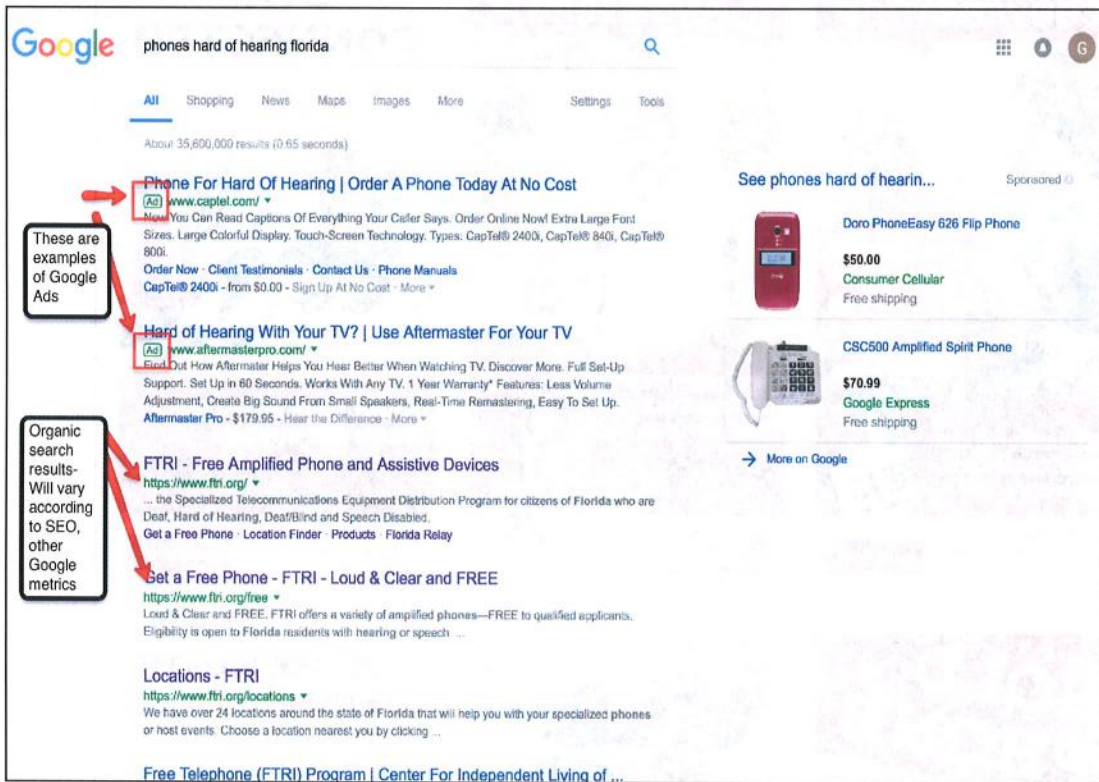 Google
phones hard of hearing florida
G
All Shopping News Maps Images More Settings Tools
About 35,600,000 results (0.65 seconds)
Phone For Hard Of Hearing | Order A Phone Today At No Cost
Ad www.captel.com/
Now You Can Read Captions Of Everything Your Caller Says. Order Online Now! Extra Large Font
Sizes. Large Colorful Display. Touch-Screen Technology. Types: CapTel® 2400i, CapTel® 840i, CapTel®
800i.
Order Now · Client Testimonials · Contact Us · Phone Manuals
CapTel® 2400i - from $0.00 - Sign Up At No Cost · More
These are
examples
of Google
Ads
Hard of Hearing With Your TV? | Use Aftermaster For Your TV
Ad www.aftermasterpro.com/
Find Out How Aftermaster Helps You Hear Better When Watching TV. Discover More. Full Set-Up
Support. Set Up in 60 Seconds. Works With Any TV. 1 Year Warranty* Features: Less Volume
Adjustment, Create Big Sound From Small Speakers, Real-Time Remastering, Easy To Set Up.
Aftermaster Pro - $179.95 - Hear the Difference · More
Organic
search
results-
Will vary
according
to SEO,
other
Google
metrics
FTRI - Free Amplified Phone and Assistive Devices
https://www.ftri.org/
... the Specialized Telecommunications Equipment Distribution Program for citizens of Florida who are
Deaf, Hard of Hearing, Deaf/Blind and Speech Disabled.
Get a Free Phone · Location Finder · Products · Florida Relay
Get a Free Phone - FTRI - Loud & Clear and FREE
https://www.ftri.org/free
Loud & Clear and FREE. FTRI offers a variety of amplified phones—FREE to qualified applicants.
Eligibility is open to Florida residents with hearing or speech ...
Locations - FTRI
https://www.ftri.org/locations
We have over 24 locations around the state of Florida that will help you with your specialized phones
or host events. Choose a location nearest you by clicking ...
Free Telephone (FTRI) Program | Center For Independent Living of ...
See phones hard of hearin... Sponsored
Doro PhoneEasy 626 Flip Phone
$50.00
Consumer Cellular
Free shipping
CSC500 Amplified Spirit Phone
$70.99
Google Express
Free shipping
More on Google